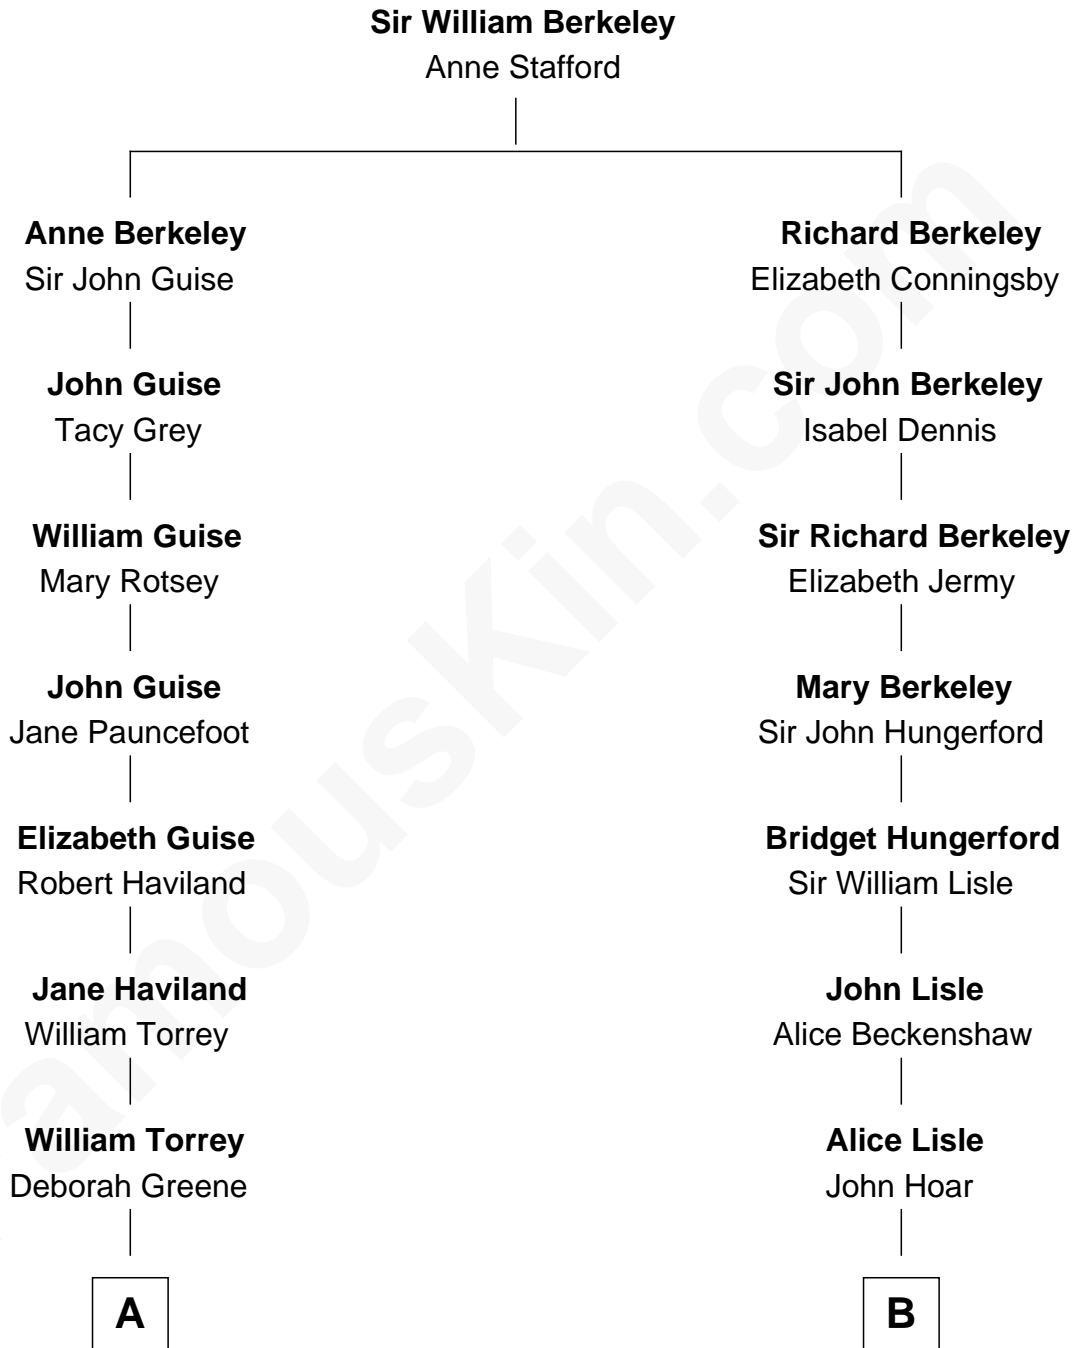 Sir William Berkeley
Anne Stafford
Anne Berkeley
Sir John Guise
John Guise
Tacy Grey
William Guise
Mary Rotsey
John Guise
Jane Pauncefoot
Elizabeth Guise
Robert Haviland
Jane Haviland
William Torrey
William Torrey
Deborah Greene
A
Richard Berkeley
Elizabeth Conningsby
Sir John Berkeley
Isabel Dennis
Sir Richard Berkeley
Elizabeth Jermy
Mary Berkeley
Sir John Hungerford
Bridget Hungerford
Sir William Lisle
John Lisle
Alice Beckenshaw
Alice Lisle
John Hoar
B
amousKin.com